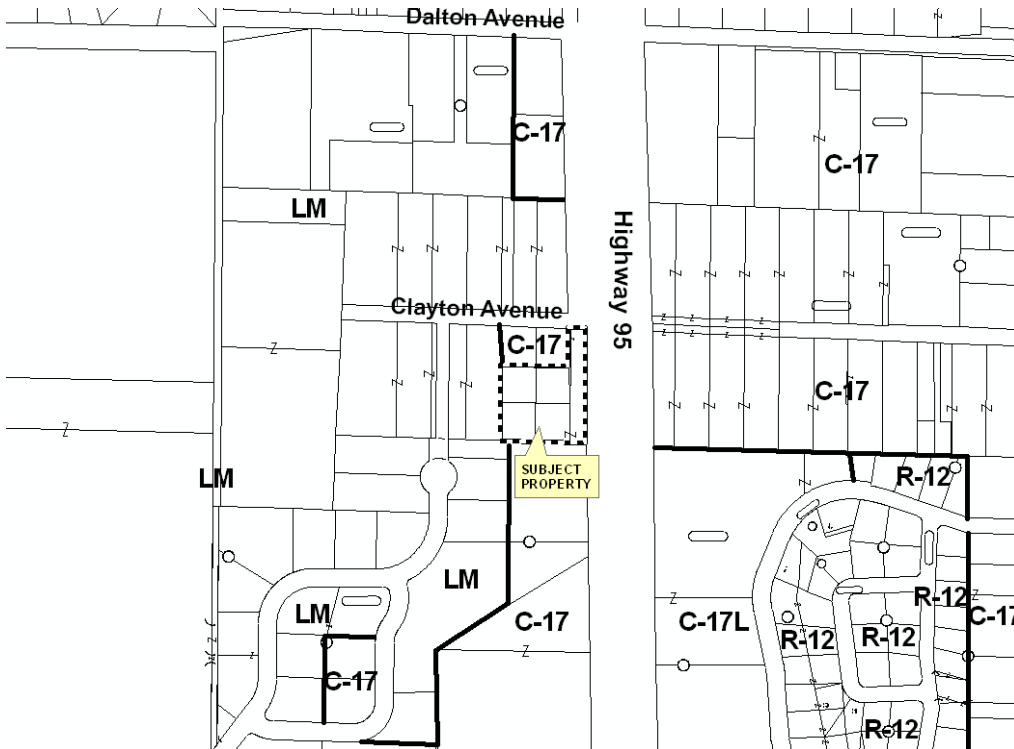 Dalton Avenue
C-17
C-17
LM
Highway 95
Clayton Avenue
C-17
C-17
SUBJECT
PROPERTY
LM
R-12
LM
LM
C-17
C-17L
R-12
R-12
R-12
C-17
C-17
R-12